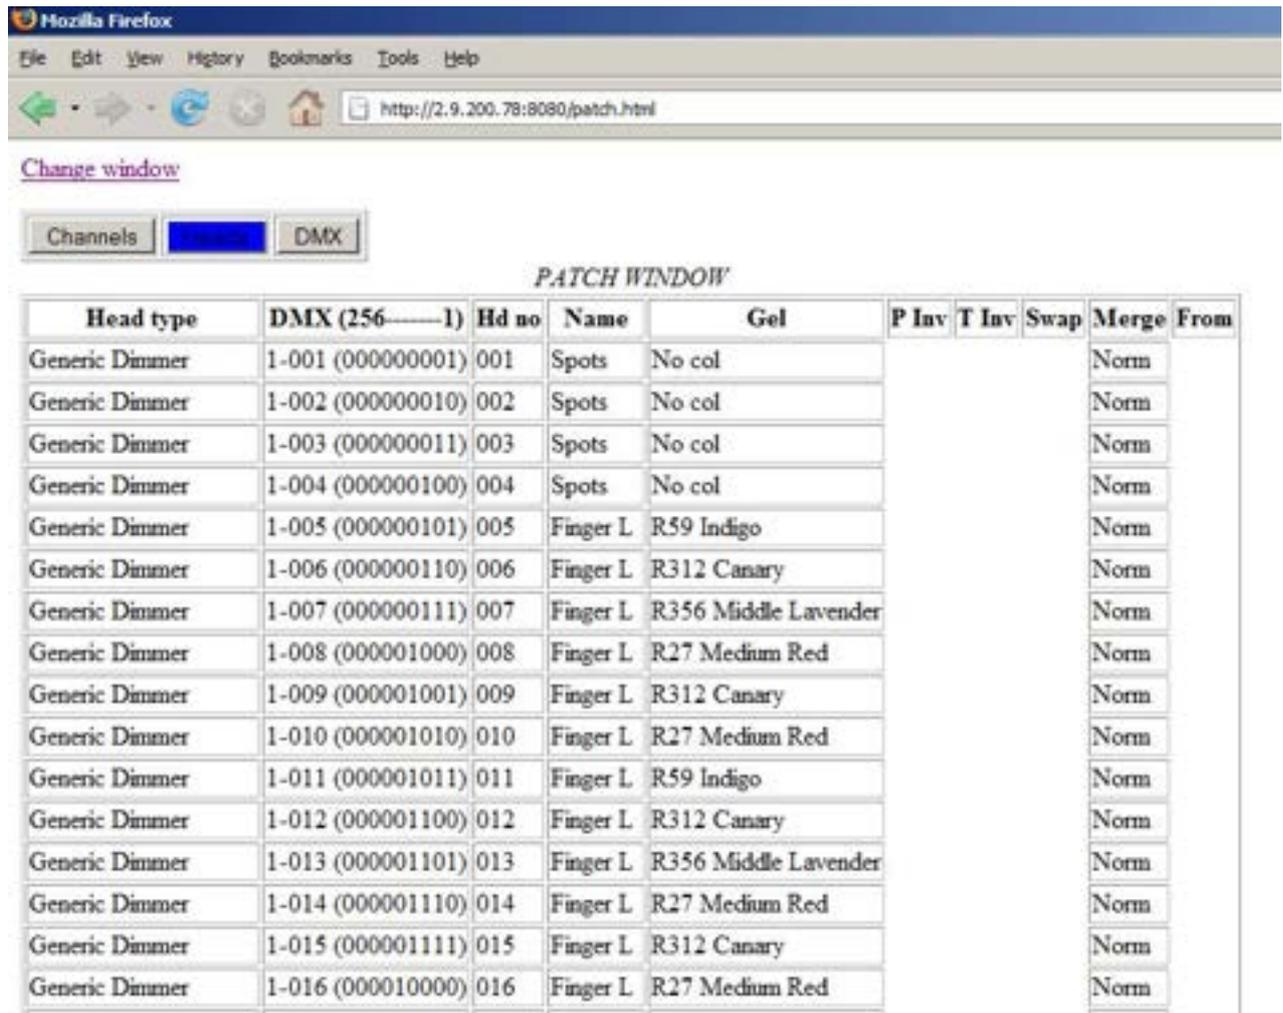 Mozilla Firefox
File Edit View History Bookmarks Tools Help
http://2.9.200.78:8080/patch.html
Change window
Channels Heads DMX
PATCH WINDOW
Head type DMX (256-------1) Hd no Name Gel P Inv T Inv Swap Merge From
Generic Dimmer 1-001 (000000001) 001 Spots No col Norm
Generic Dimmer 1-002 (000000010) 002 Spots No col Norm
Generic Dimmer 1-003 (000000011) 003 Spots No col Norm
Generic Dimmer 1-004 (000000100) 004 Spots No col Norm
Generic Dimmer 1-005 (000000101) 005 Finger L R59 Indigo Norm
Generic Dimmer 1-006 (000000110) 006 Finger L R312 Canary Norm
Generic Dimmer 1-007 (000000111) 007 Finger L R356 Middle Lavender Norm
Generic Dimmer 1-008 (000001000) 008 Finger L R27 Medium Red Norm
Generic Dimmer 1-009 (000001001) 009 Finger L R312 Canary Norm
Generic Dimmer 1-010 (000001010) 010 Finger L R27 Medium Red Norm
Generic Dimmer 1-011 (000001011) 011 Finger L R59 Indigo Norm
Generic Dimmer 1-012 (000001100) 012 Finger L R312 Canary Norm
Generic Dimmer 1-013 (000001101) 013 Finger L R356 Middle Lavender Norm
Generic Dimmer 1-014 (000001110) 014 Finger L R27 Medium Red Norm
Generic Dimmer 1-015 (000001111) 015 Finger L R312 Canary Norm
Generic Dimmer 1-016 (000010000) 016 Finger L R27 Medium Red Norm